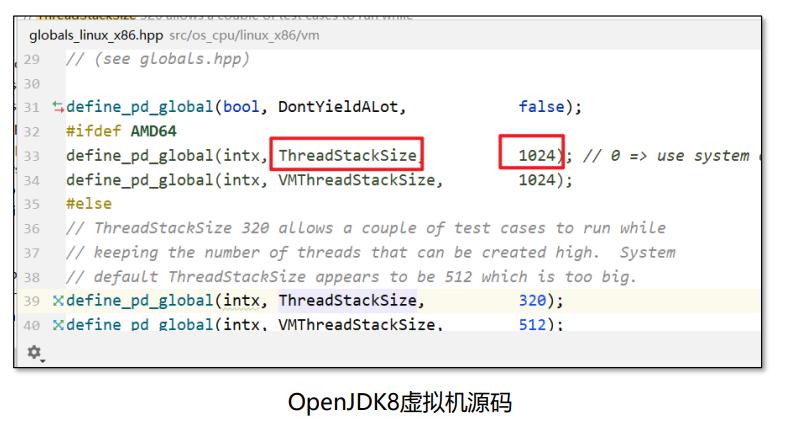 // ThreadStackSize 320 allows a couple of test cases to run while
globals_linux_x86.hpp src/os_cpu/linux_x86/vm
29 // (see globals.hpp)
30
31 define_pd_global(bool, DontYieldALot, false);
32 #ifdef AMD64
33 define_pd_global(intx, ThreadStackSize, 1024); // 0 => use system
34 define_pd_global(intx, VMThreadStackSize, 1024);
35 #else
36 // ThreadStackSize 320 allows a couple of test cases to run while
37 // keeping the number of threads that can be created high. System
38 // default ThreadStackSize appears to be 512 which is too big.
39 define_pd_global(intx, ThreadStackSize, 320);
40 define_pd_global(intx, VMThreadStackSize, 512);
OpenJDK8虚拟机源码